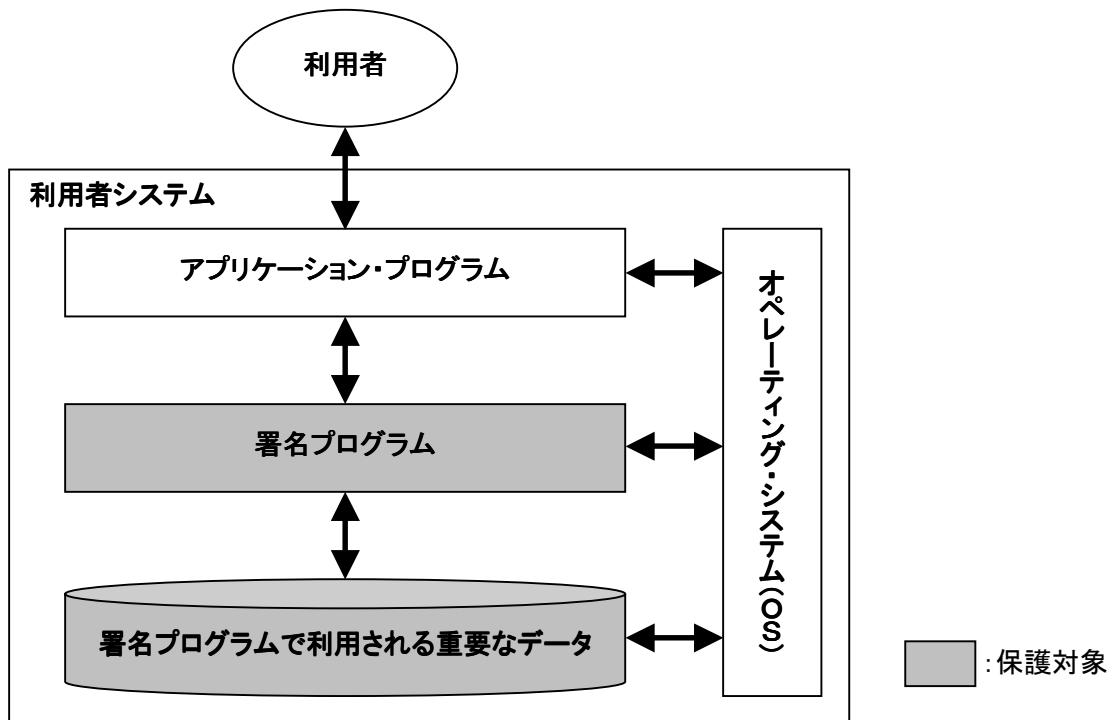 利用者
利用者システム
アプリケーション・プログラム
署名プログラム
署名プログラムで利用される重要なデータ
オペレーティング・システム(OS)
:保護対象